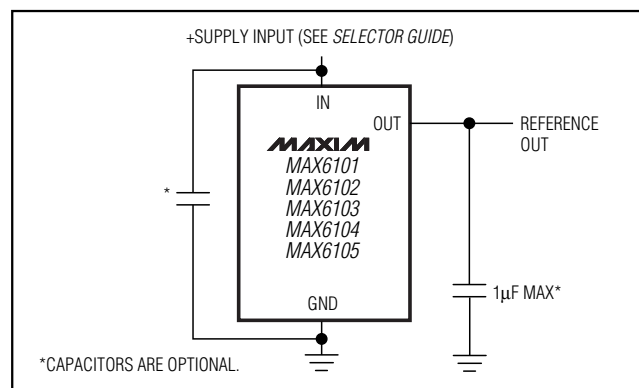 +SUPPLY INPUT (SEE SELECTOR GUIDE)
IN
OUT
REFERENCE
OUT
MAXIM
MAX6101
MAX6102
MAX6103
MAX6104
MAX6105
*
1µF MAX*
GND
*CAPACITORS ARE OPTIONAL.